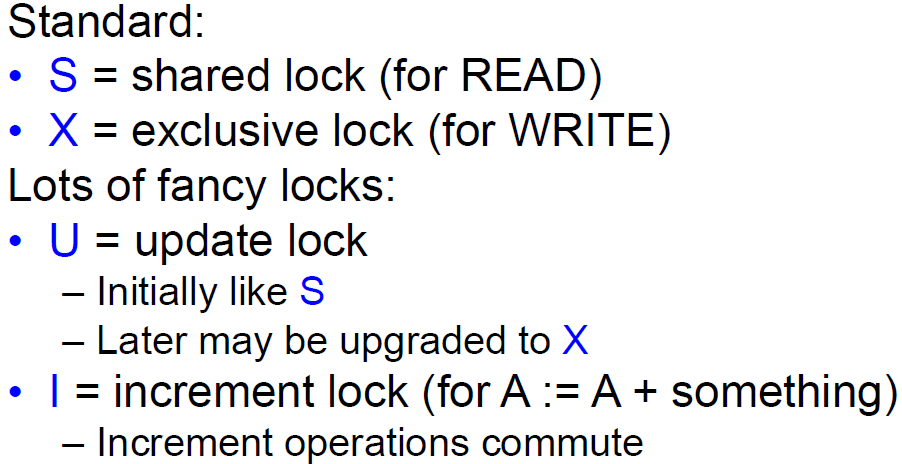 Standard:
• S = shared lock (for READ)
• X = exclusive lock (for WRITE)
Lots of fancy locks:
• U = update lock
– Initially like S
– Later may be upgraded to X
• I = increment lock (for A := A + something)
– Increment operations commute